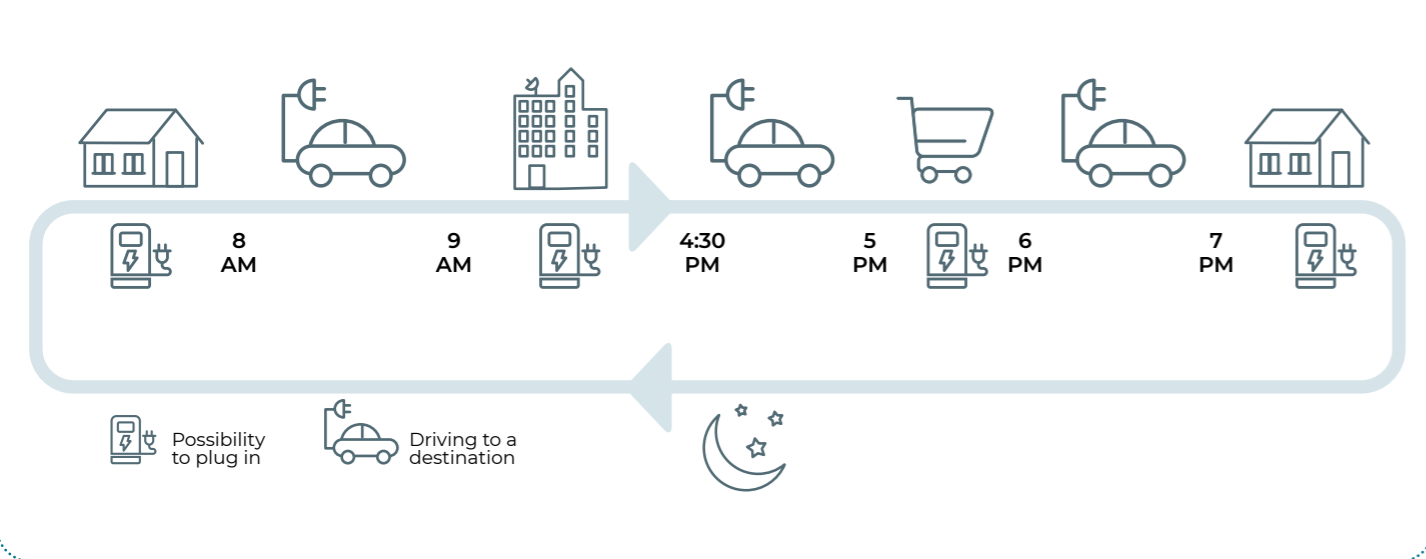 8
AM
9
AM
4:30
PM
5
PM
6
PM
7
PM
Possibility
to plug in
Driving to a
destination